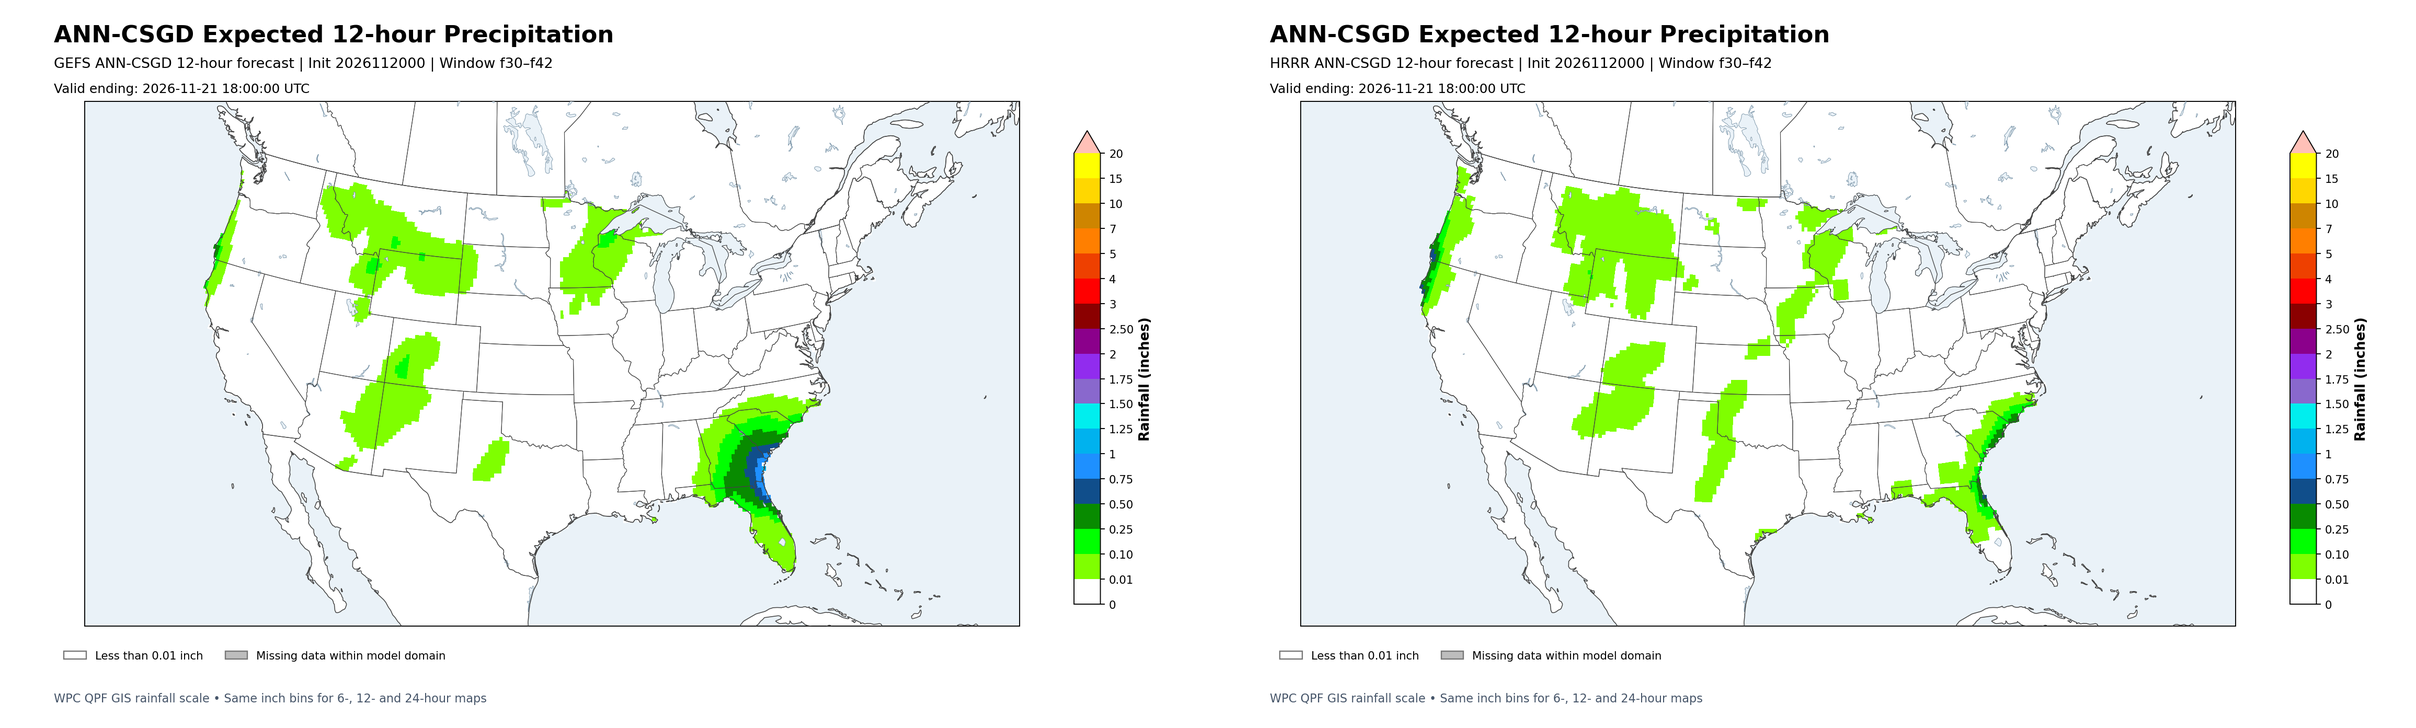 ANN-CSGD Expected 12-hour Precipitation
GEFS ANN-CSGD 12-hour forecast | Init 2026112000 | Window f30–f42
Valid ending: 2026-11-21 18:00:00 UTC
20
15
10
7
5
4
3
2.50
2
1.75
1.50
1.25
1
0.75
0.50
0.25
0.10
0.01
0
Rainfall (inches)
Less than 0.01 inch
Missing data within model domain
WPC QPF GIS rainfall scale • Same inch bins for 6-, 12- and 24-hour maps
ANN-CSGD Expected 12-hour Precipitation
HRRR ANN-CSGD 12-hour forecast | Init 2026112000 | Window f30–f42
Valid ending: 2026-11-21 18:00:00 UTC
20
15
10
7
5
4
3
2.50
2
1.75
1.50
1.25
1
0.75
0.50
0.25
0.10
0.01
0
Rainfall (inches)
Less than 0.01 inch
Missing data within model domain
WPC QPF GIS rainfall scale • Same inch bins for 6-, 12- and 24-hour maps